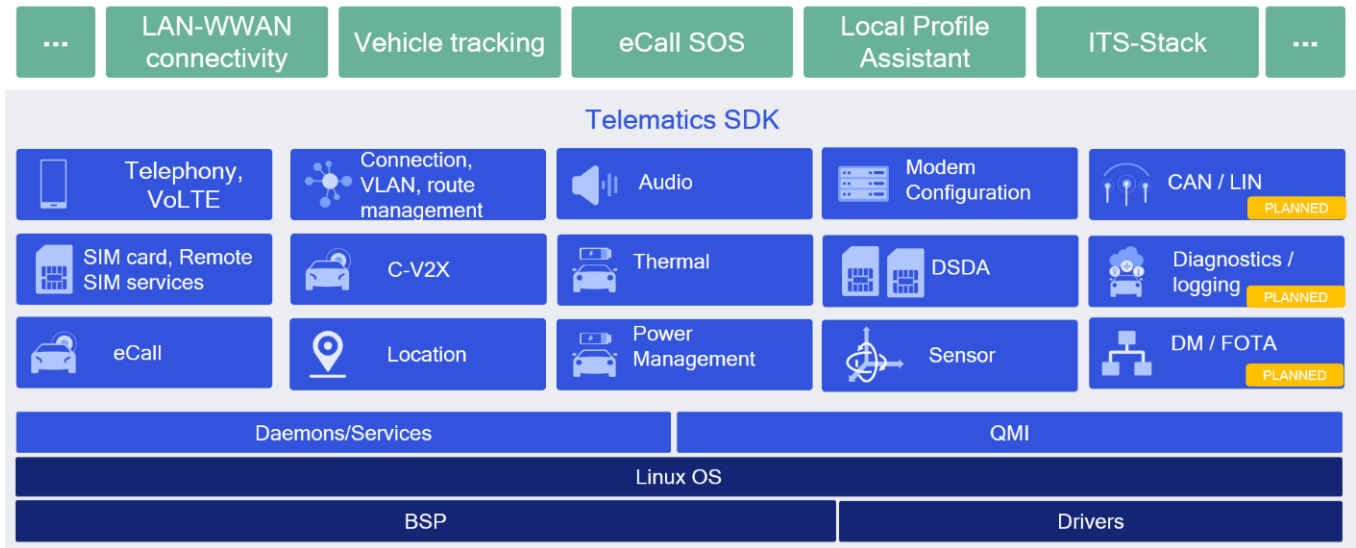 ...
LAN-WWAN
connectivity
Vehicle tracking
eCall SOS
Local Profile
Assistant
ITS-Stack
...
Telematics SDK
Telephony,
VoLTE
Connection,
VLAN, route
management
Audio
Modem
Configuration
CAN / LIN
PLANNED
SIM card, Remote
SIM services
C-V2X
Thermal
DSDA
Diagnostics /
logging
PLANNED
eCall
Location
Power
Management
Sensor
DM / FOTA
PLANNED
Daemons/Services
QMI
Linux OS
BSP
Drivers